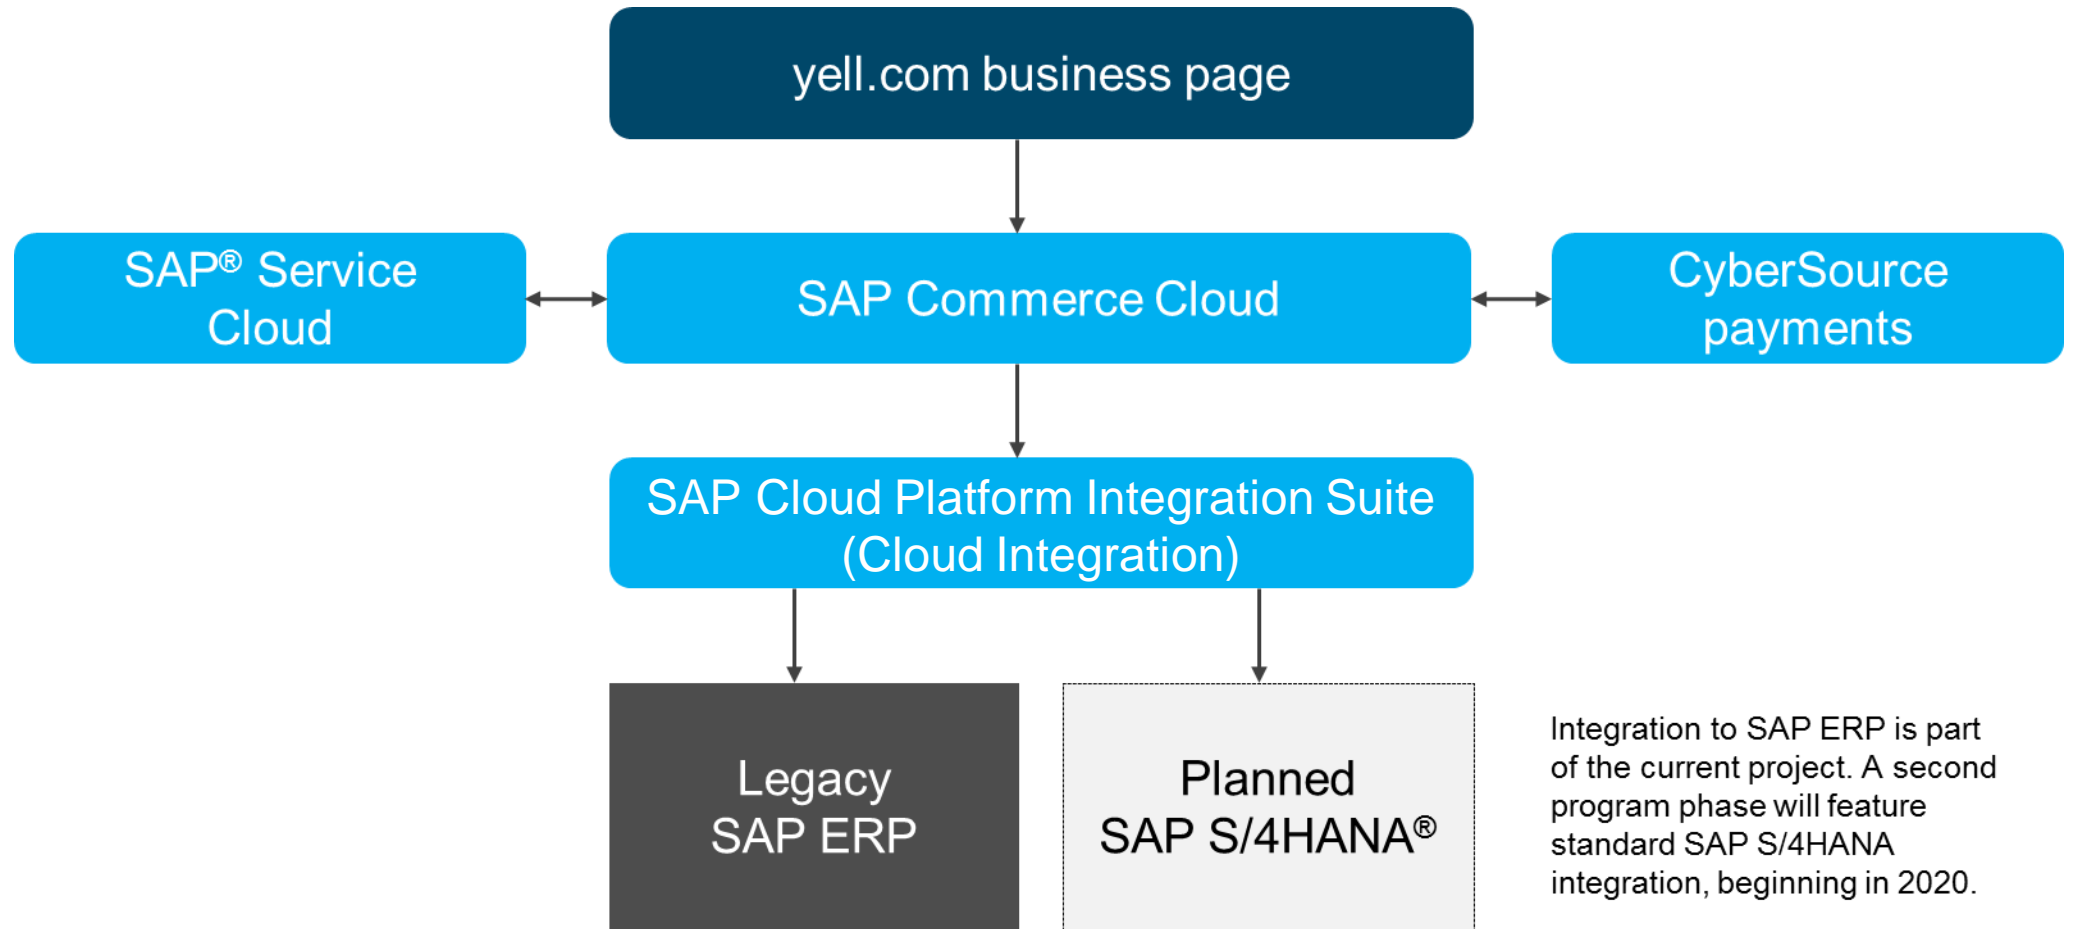 yell.com business page
SAP® Service
Cloud
SAP Commerce Cloud
CyberSource
payments
SAP Cloud Platform Integration Suite
(Cloud Integration)
Legacy
SAP ERP
Planned
SAP S/4HANA®
Integration to SAP ERP is part
of the current project. A second
program phase will feature
standard SAP S/4HANA
integration, beginning in 2020.